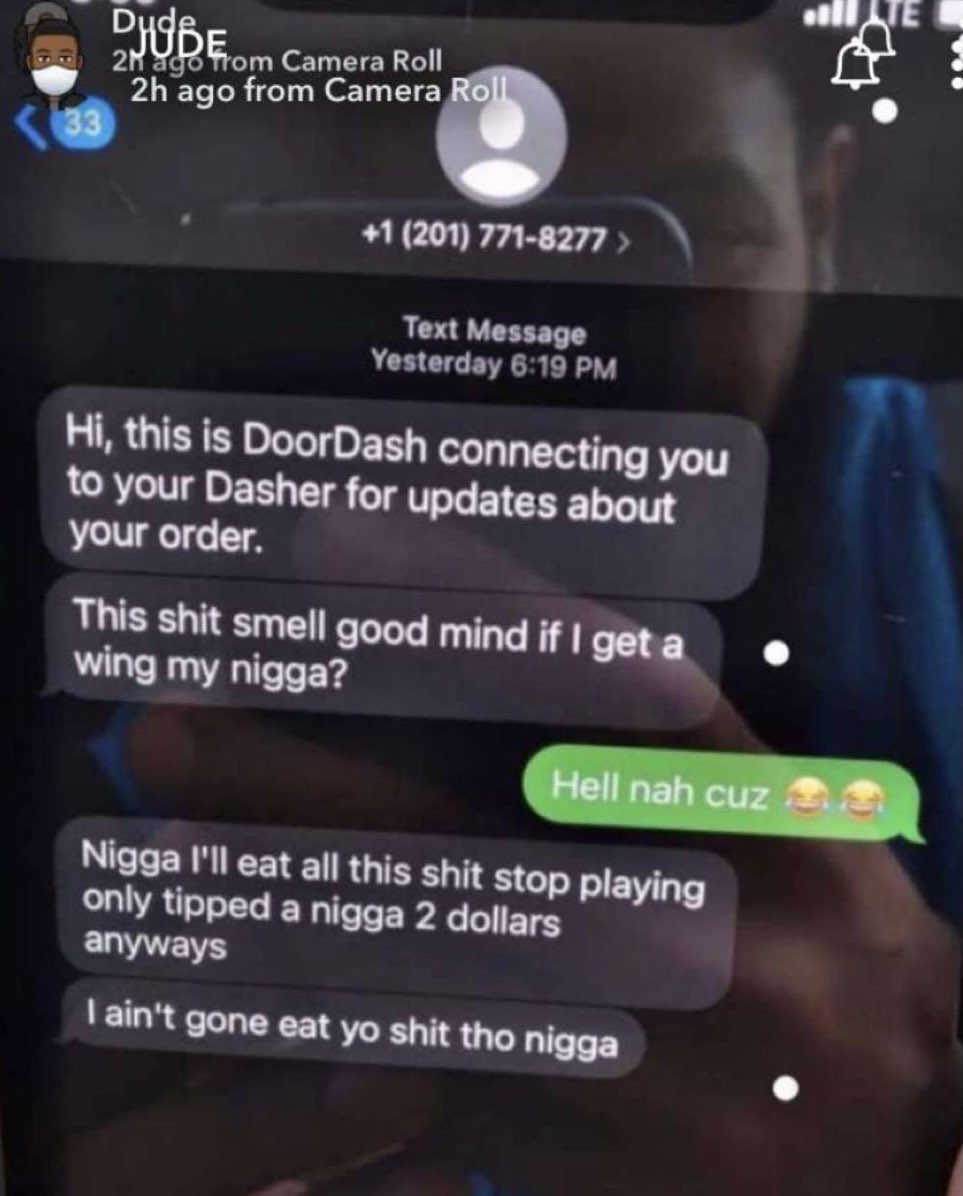 Dude
JUDE
2h ago from Camera Roll
2h ago from Camera Roll
LTE
33
+1 (201) 771-8277 >
Text Message
Yesterday 6:19 PM
Hi, this is DoorDash connecting you
to your Dasher for updates about
your order.
This shit smell good mind if I get a
wing my nigga?
Hell nah cuz 😂😂
Nigga I'll eat all this shit stop playing
only tipped a nigga 2 dollars
anyways
I ain't gone eat yo shit tho nigga